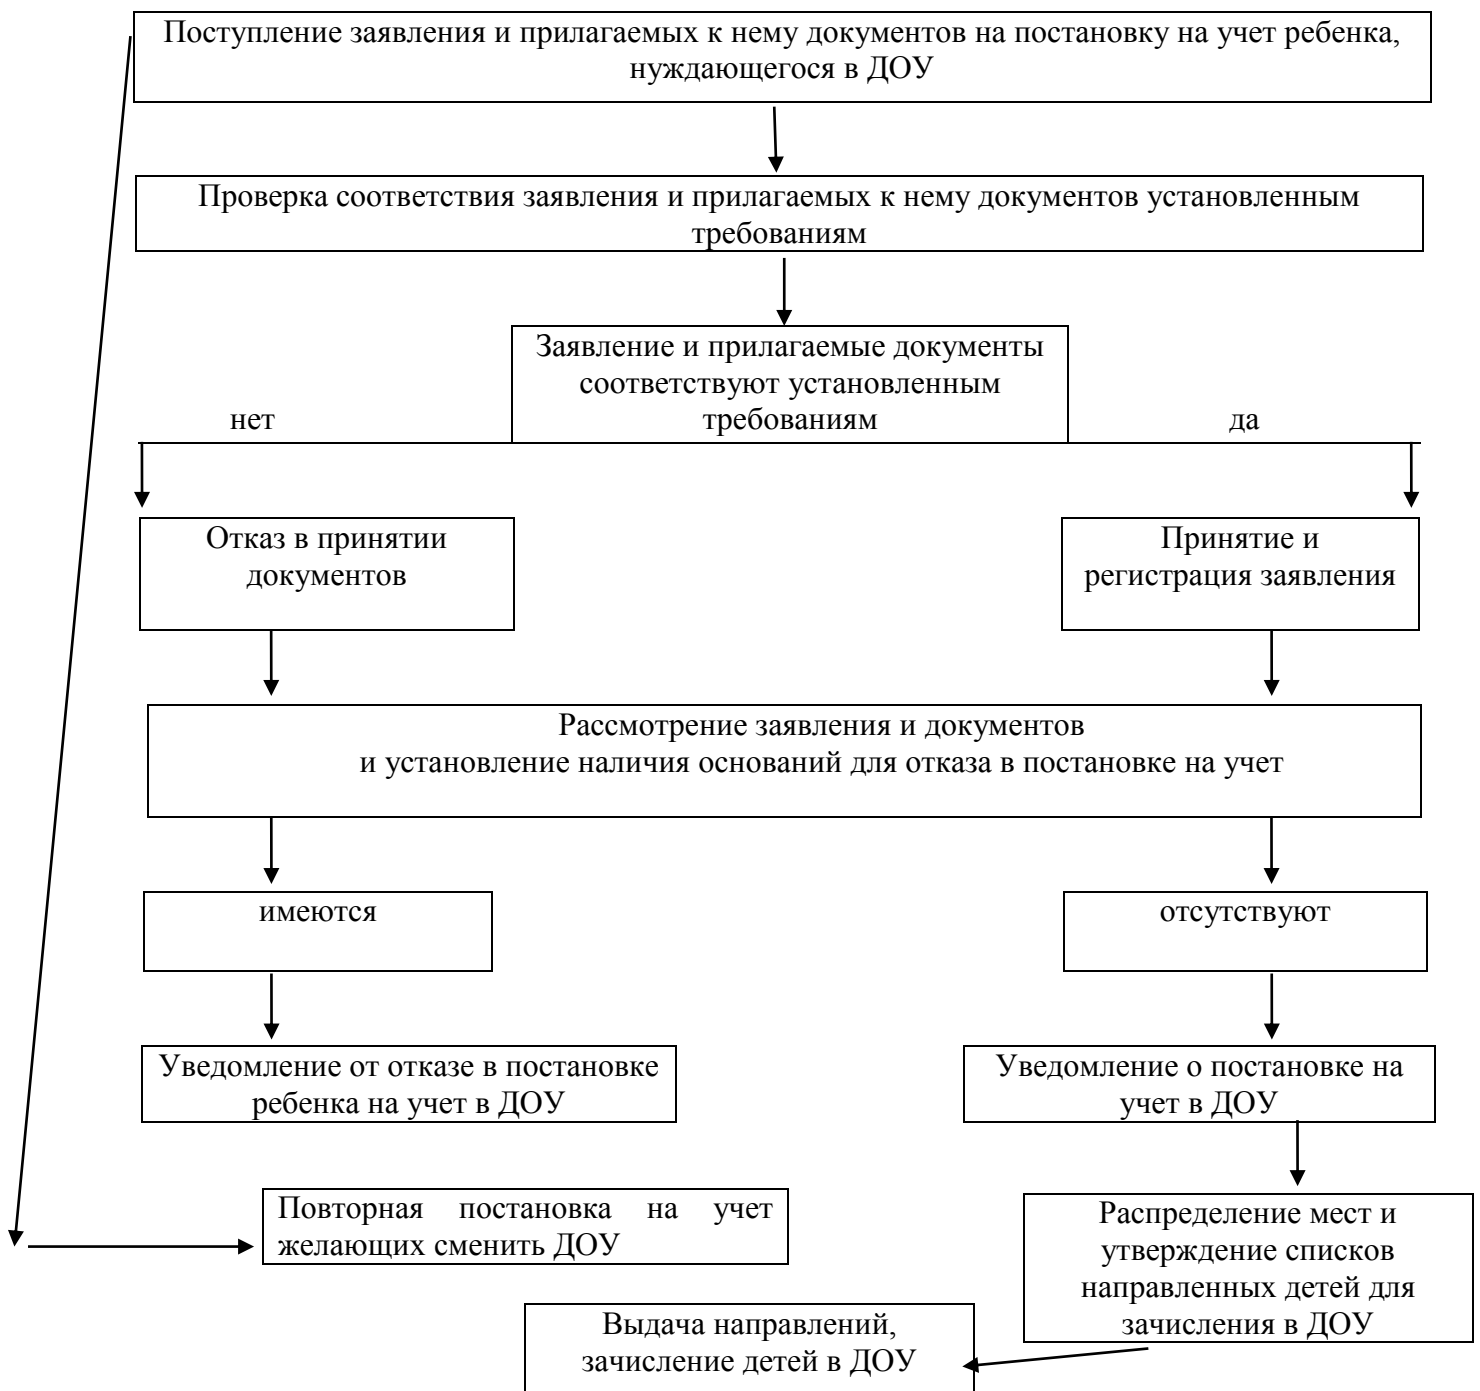 Поступление заявления и прилагаемых к нему документов на постановку на учет ребенка,
нуждающегося в ДОУ
Проверка соответствия заявления и прилагаемых к нему документов установленным
требованиям
Заявление и прилагаемые документы
соответствуют установленным
требованиям
нет
да
Отказ в принятии
документов
Принятие и
регистрация заявления
Рассмотрение заявления и документов
и установление наличия оснований для отказа в постановке на учет
имеются
отсутствуют
Уведомление от отказе в постановке
ребенка на учет в ДОУ
Уведомление о постановке на
учет в ДОУ
Повторная постановка на учет
желающих сменить ДОУ
Распределение мест и
утверждение списков
направленных детей для
зачисления в ДОУ
Выдача направлений,
зачисление детей в ДОУ